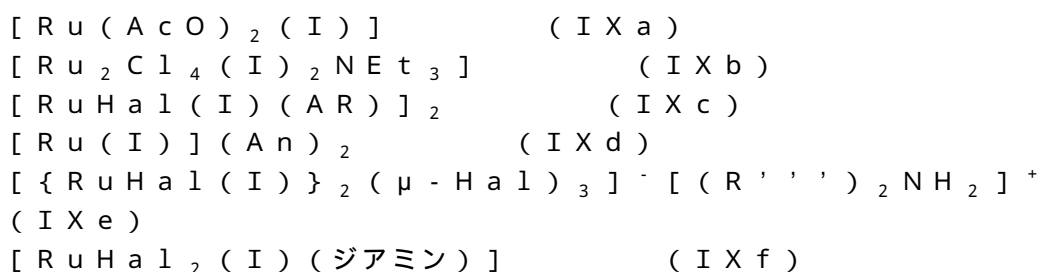 [Ru(AcO)₂(I)] (IXa)
[Ru₂Cl₄(I)₂NEt₃] (IXb)
[RuHal(I)(AR)]₂ (IXc)
[Ru(I)](An)₂ (IXd)
[{RuHal(I)}₂(μ-Hal)₃]⁻[(R’’’)₂NH₂]⁺
(IXe)
[RuHal₂(I)(ジアミン)] (IXf)